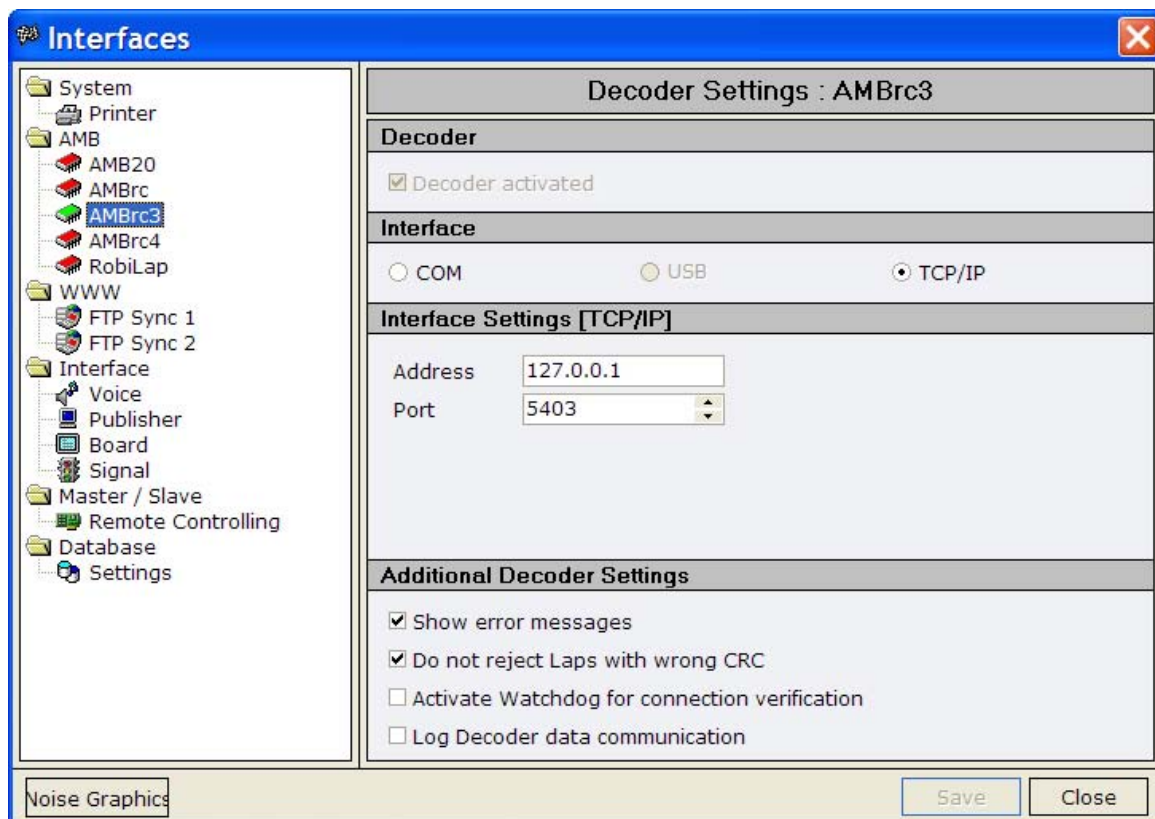 Interfaces
System
Printer
AMB
AMB20
AMBrc
AMBrc3
AMBrc4
RobiLap
WWW
FTP Sync 1
FTP Sync 2
Interface
Voice
Publisher
Board
Signal
Master / Slave
Remote Controlling
Database
Settings
Decoder Settings : AMBrc3
Decoder
Decoder activated
Interface
COM USB TCP/IP
Interface Settings [TCP/IP]
Address 127.0.0.1
Port 5403
Additional Decoder Settings
Show error messages
Do not reject Laps with wrong CRC
Activate Watchdog for connection verification
Log Decoder data communication
Noise Graphics Save Close